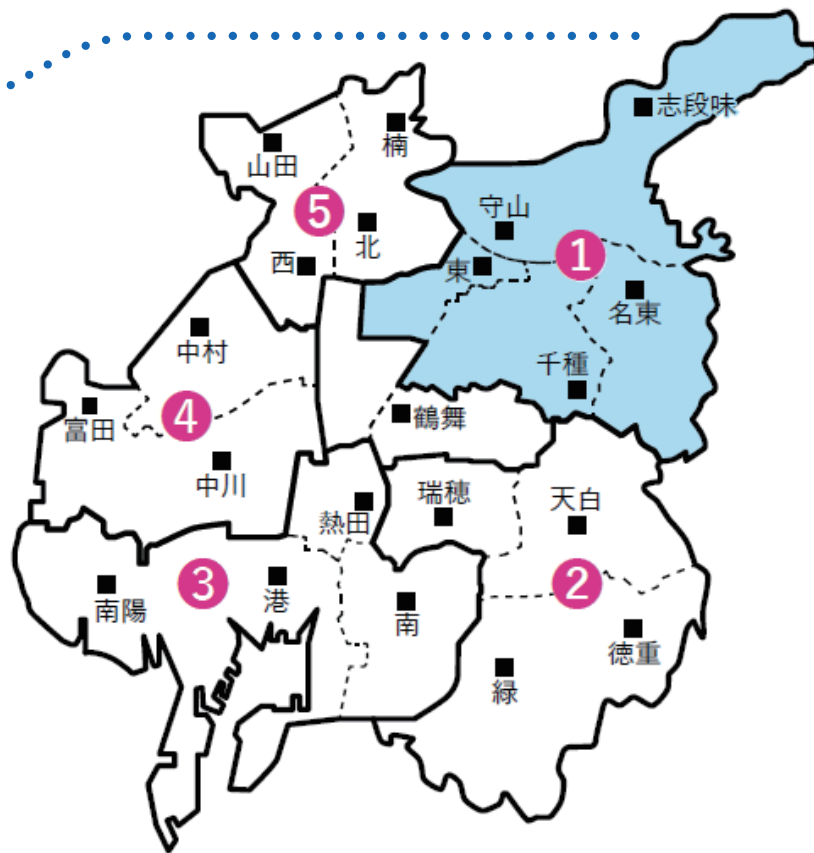 志段味
楠
山田
守山
5
北
1
西
東
名東
中村
千種
4
富田
鶴舞
中川
瑞穂
天白
熱田
3
2
南陽
港
南
徳重
緑